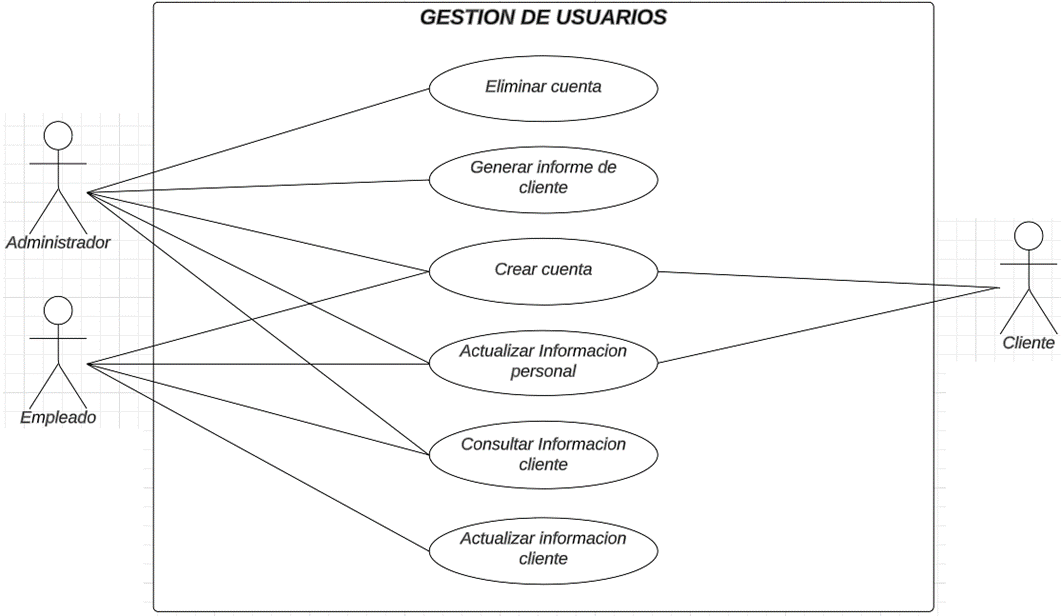 GESTION DE USUARIOS
Eliminar cuenta
Generar informe de
cliente
Administrador
Crear cuenta
Cliente
Actualizar Informacion
personal
Empleado
Consultar Informacion
cliente
Actualizar informacion
cliente